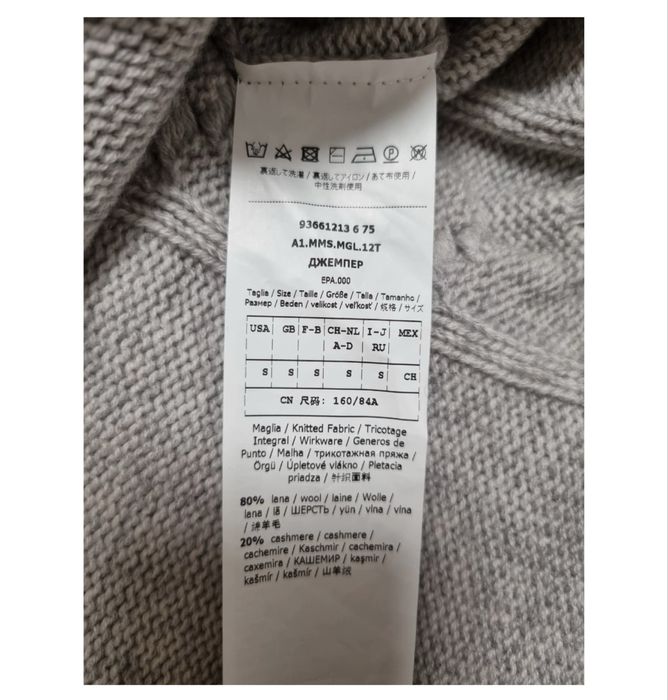 裏返して洗濯 / 裏返してアイロン / あて布使用 /
中性洗剤使用
93661213 6 75
A1.MMS.MGL.12T
ДЖЕМПЕР
EPA.000
Taglia / Size / Taille / Größe / Talla / Tamanho /
Размер / Beden / velikost / veľkosť / 规格 / サイズ
USA GB F-B CH-NL I-J MEX
A-D RU
S S S S S CH
CN 尺码: 160/84A
Maglia / Knitted Fabric / Tricotage
Integral / Wirkware / Generos de
Punto / Malha / трикотажная пряжа /
Örgü / Úpletové vlákno / Pletacia
priadza / 针织面料
80% lana / wool / laine / Wolle /
lana / lã / ШЕРСТЬ / yün / vlna / vlna
/ 绵羊毛
20% cashmere / cashmere /
cachemire / Kaschmir / cachemira /
caxemira / КАШЕМИР / kaşmir /
kašmír / kašmír / 山羊绒